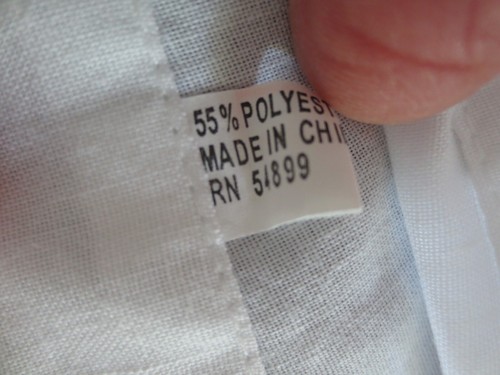 55% POLYEST
MADE IN CHI
RN 54899